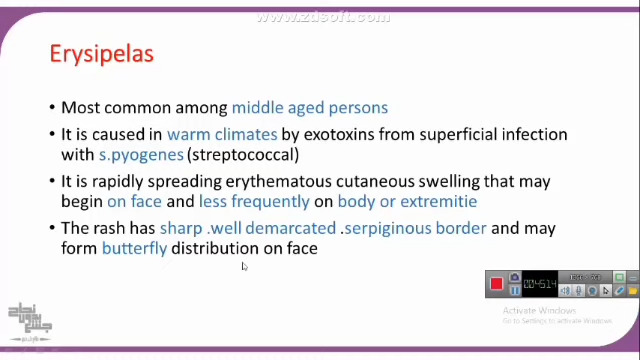 www.zdsoft.com
Erysipelas
• Most common among middle aged persons
• It is caused in warm climates by exotoxins from superficial infection
with s.pyogenes (streptococcal)
• It is rapidly spreading erythematous cutaneous swelling that may
begin on face and less frequently on body or extremitie
• The rash has sharp .well demarcated .serpiginous border and may
form butterfly distribution on face
Activate Windows
Go to Settings to activate Windows.